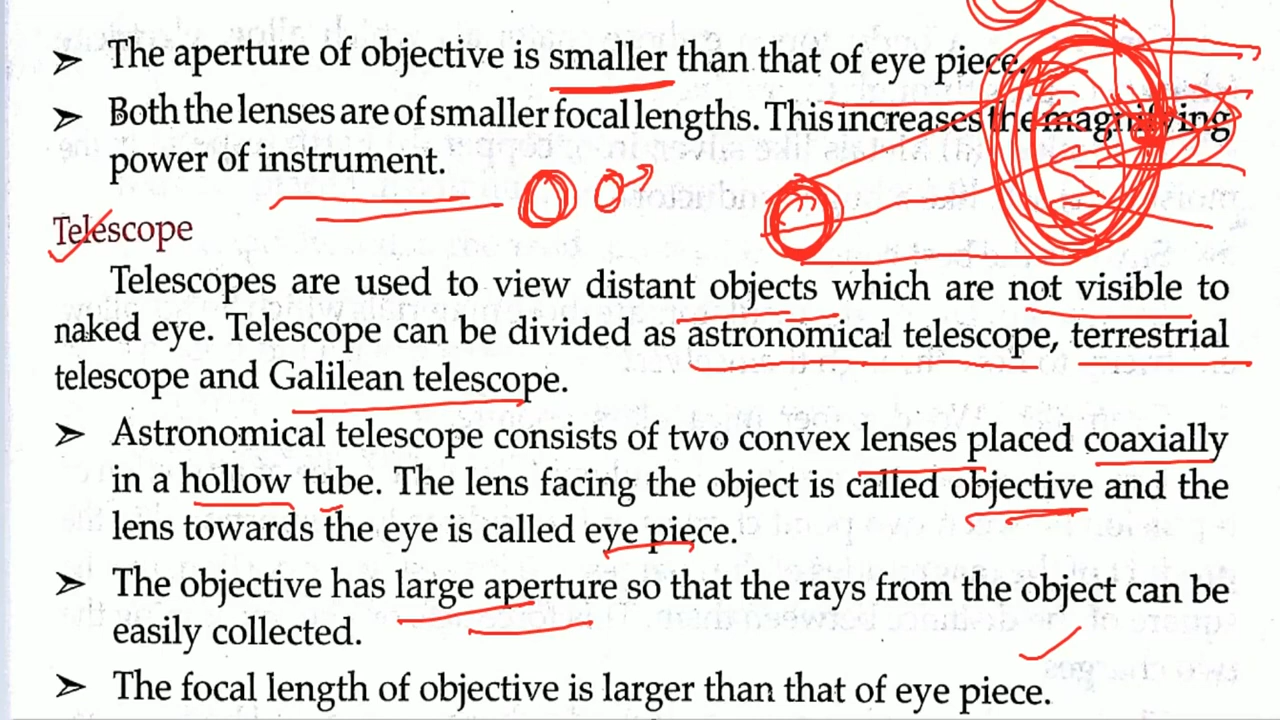 ➢ The aperture of objective is smaller than that of eye piece.
➢ Both the lenses are of smaller focal lengths. This increases the magnifying
power of instrument.
Telescope
Telescopes are used to view distant objects which are not visible to
naked eye. Telescope can be divided as astronomical telescope, terrestrial
telescope and Galilean telescope.
➢ Astronomical telescope consists of two convex lenses placed coaxially
in a hollow tube. The lens facing the object is called objective and the
lens towards the eye is called eye piece.
➢ The objective has large aperture so that the rays from the object can be
easily collected.
➢ The focal length of objective is larger than that of eye piece.